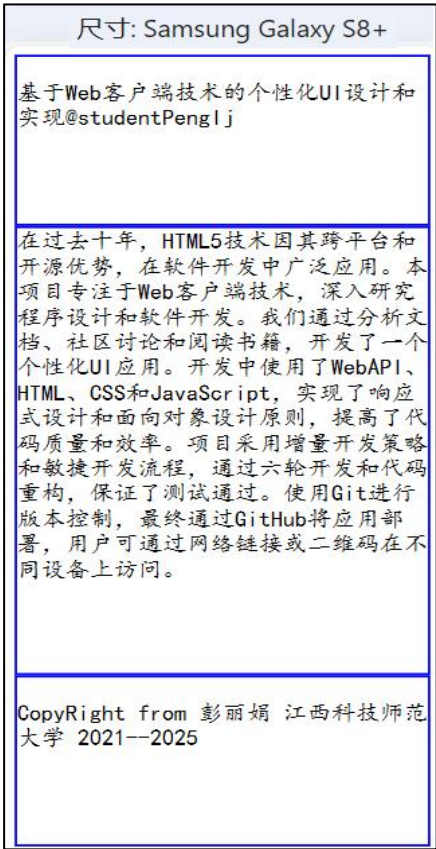 尺寸: Samsung Galaxy S8+
基于Web客户端技术的个性化UI设计和
实现@studentPenglj
在过去十年，HTML5技术因其跨平台和
开源优势，在软件开发中广泛应用。本
项目专注于Web客户端技术，深入研究
程序设计和软件开发。我们通过分析文
档、社区讨论和阅读书籍，开发了一个
个性化UI应用。开发中使用了WebAPI、
HTML、CSS和JavaScript，实现了响应
式设计和面向对象设计原则，提高了代
码质量和效率。项目采用增量开发策略
和敏捷开发流程，通过六轮开发和代码
重构，保证了测试通过。使用Git进行
版本控制，最终通过GitHub将应用部
署，用户可通过网络链接或二维码在不
同设备上访问。
CopyRight from 彭丽娟 江西科技师范
大学 2021--2025